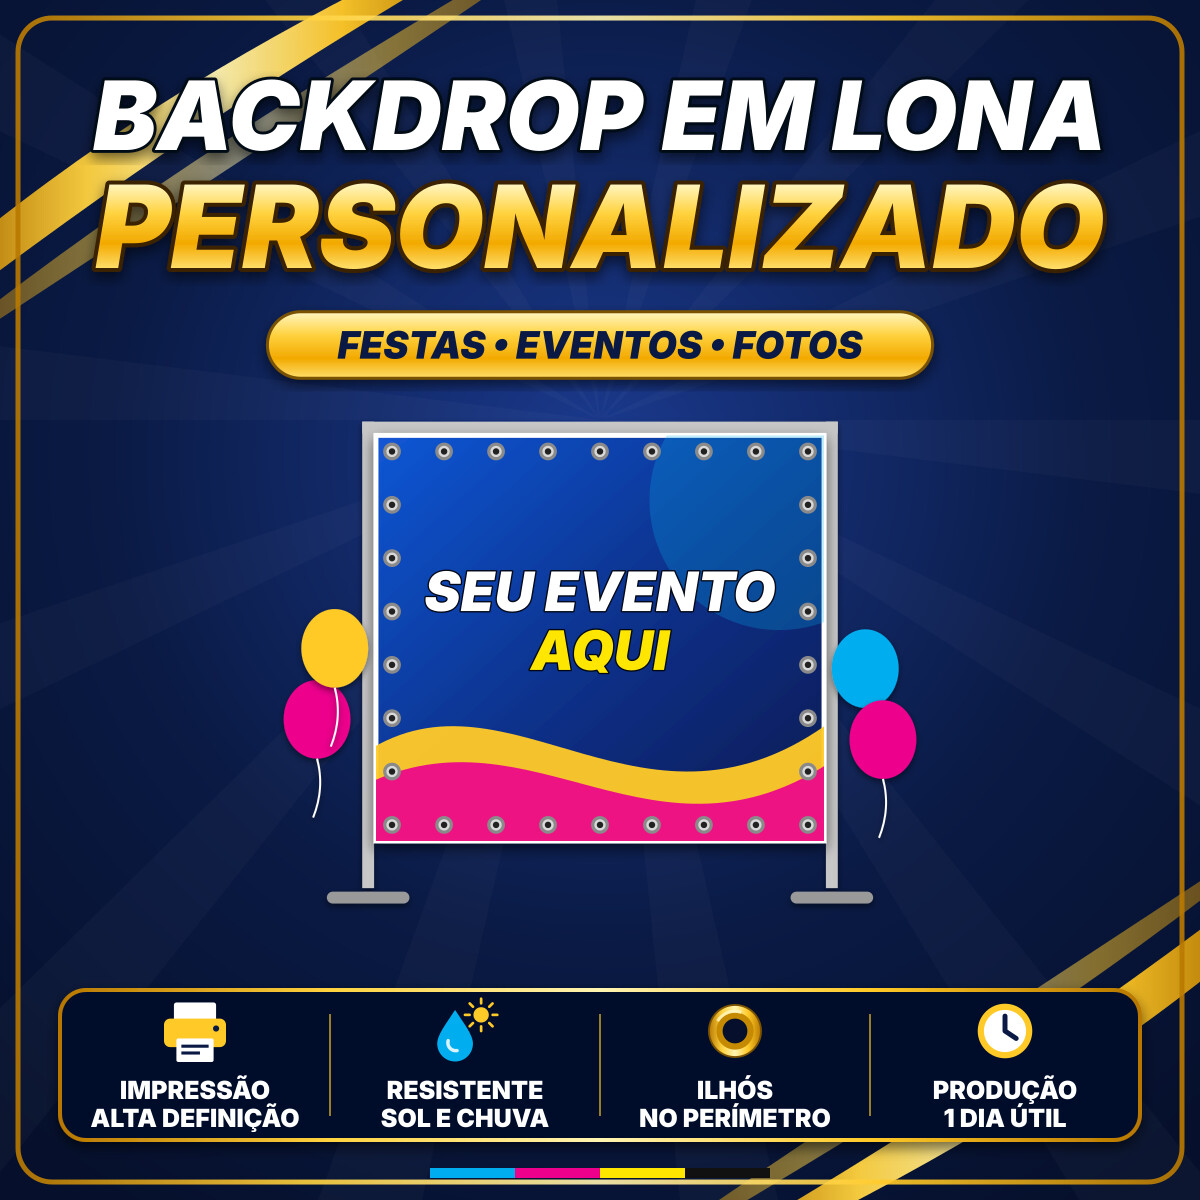 BACKDROP EM LONA
PERSONALIZADO
FESTAS • EVENTOS • FOTOS
SEU EVENTO
AQUI
IMPRESSÃO
ALTA DEFINIÇÃO
RESISTENTE
SOL E CHUVA
ILHÓS
NO PERÍMETRO
PRODUÇÃO
1 DIA ÚTIL